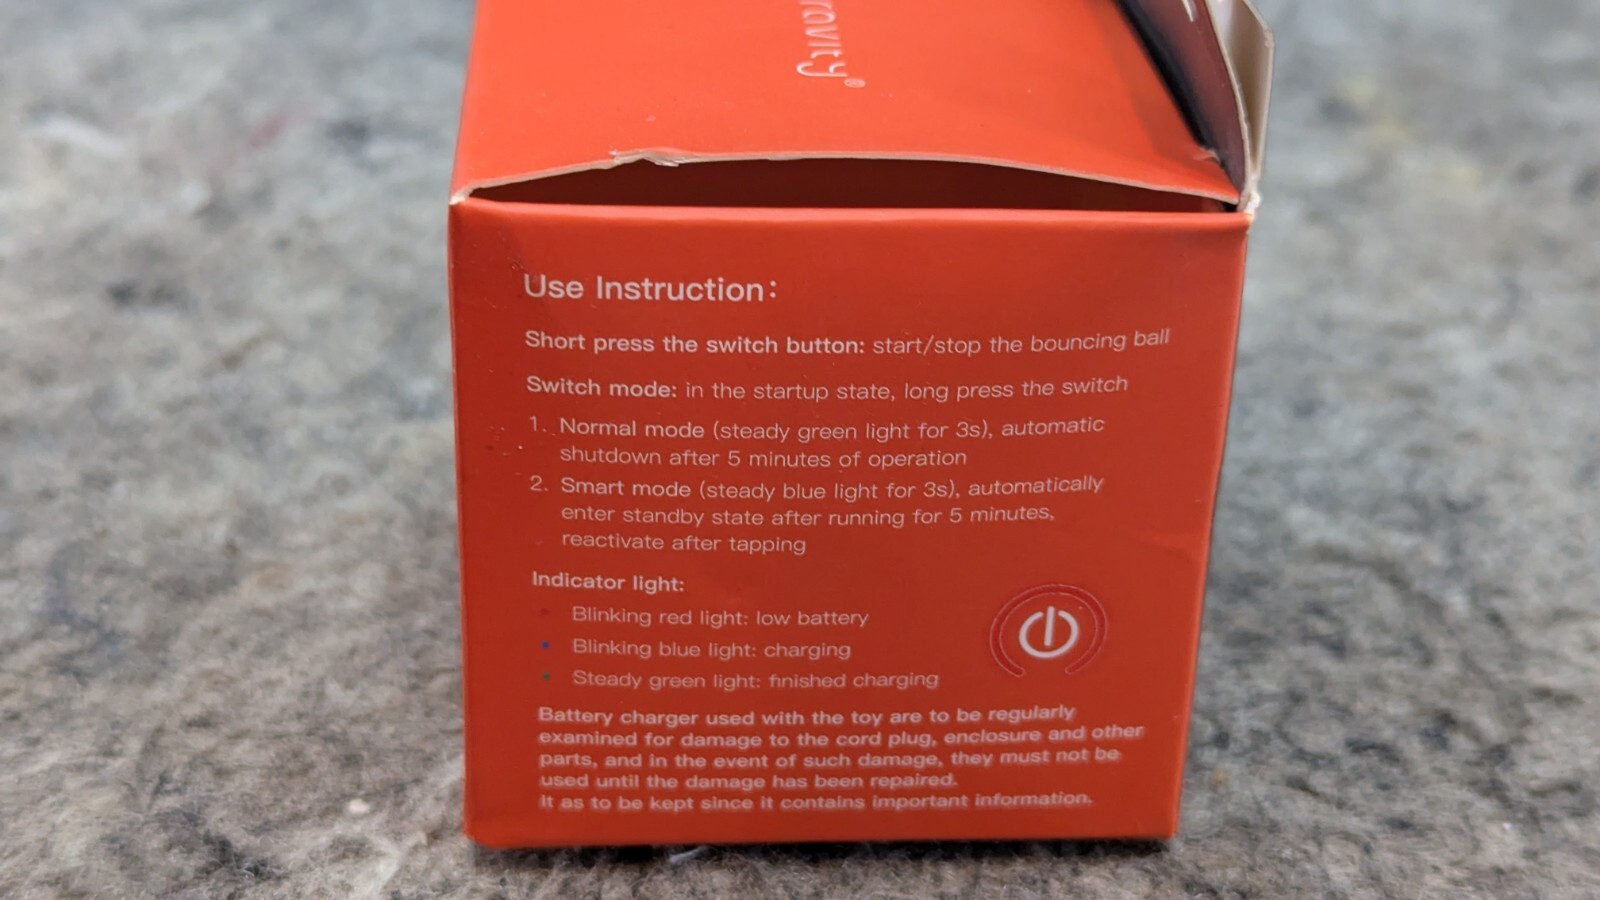 ravity®
Use Instruction:
Short press the switch button: start/stop the bouncing ball
Switch mode: in the startup state, long press the switch
1. Normal mode (steady green light for 3s), automatic
shutdown after 5 minutes of operation
2. Smart mode (steady blue light for 3s), automatically
enter standby state after running for 5 minutes,
reactivate after tapping
Indicator light:
Blinking red light: low battery
• Blinking blue light: charging
• Steady green light: finished charging
Battery charger used with the toy are to be regularly
examined for damage to the cord plug, enclosure and other
parts, and in the event of such damage, they must not be
used until the damage has been repaired.
It as to be kept since it contains important information.